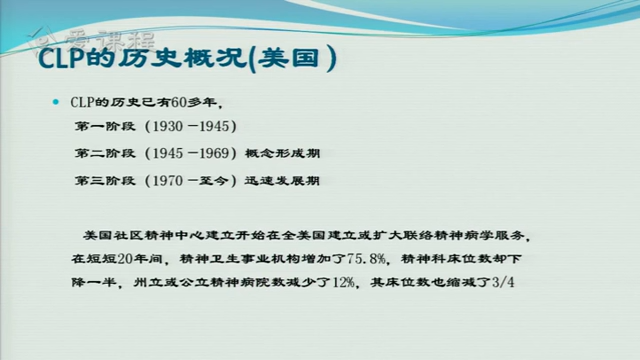 爱课程
CLP的历史概况(美国）
CLP的历史已有60多年，
第一阶段（1930－1945）
第二阶段（1945－1969）概念形成期
第三阶段（1970－至今）迅速发展期
美国社区精神中心建立开始在全美国建立或扩大联络精神病学服务，
在短短20年间，精神卫生事业机构增加了75.8%，精神科床位数却下
降一半，州立或公立精神病院数减少了12%，其床位数也缩减了3/4